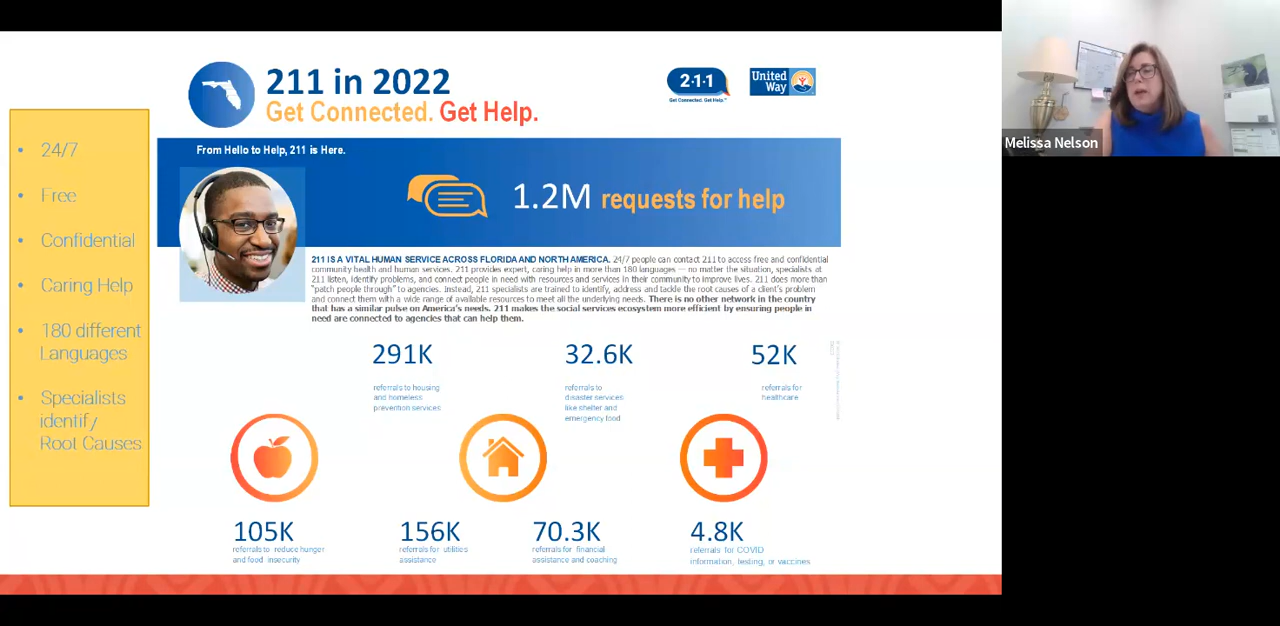 211 in 2022
Get Connected. Get Help.
2·1·1
Get Connected. Get Help.™
United
Way
Melissa Nelson
From Hello to Help, 211 is Here.
1.2M requests for help
• 24/7
• Free
• Confidential
• Caring Help
• 180 different
Languages
• Specialists
identify
Root Causes
211 IS A VITAL HUMAN SERVICE ACROSS FLORIDA AND NORTH AMERICA. 24/7 people can contact 211 to access free and confidential
community health and human services. 211 provides expert, caring help in more than 180 languages — no matter the situation, specialists at
211 listen, identify problems, and connect people in need with resources and services in their community to improve lives. 211 does more than
"patch people through" to agencies. Instead, 211 specialists are trained to identify, address and tackle the root causes of a client's problem
and connect them with a wide range of available resources to meet all the underlying needs. There is no other network in the country
that has a similar pulse on America's needs. 211 makes the social services ecosystem more efficient by ensuring people in
need are connected to agencies that can help them.
291K
referrals to housing
and homeless
prevention services
32.6K
referrals to
disaster services
like shelter and
emergency food
52K
referrals for
healthcare
105K
referrals to reduce hunger
and food insecurity
156K
referrals for utilities
assistance
70.3K
referrals for financial
assistance and coaching
4.8K
referrals for COVID
information, testing, or vaccines